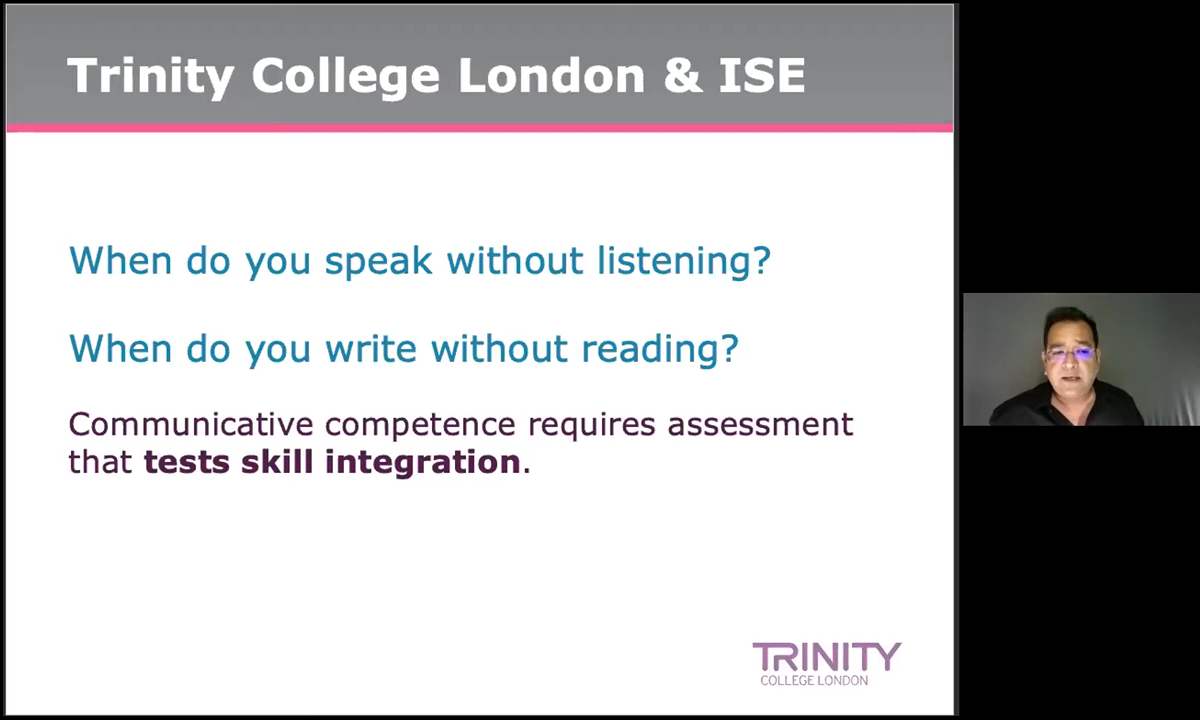 Trinity College London & ISE
When do you speak without listening?
When do you write without reading?
Communicative competence requires assessment
that tests skill integration.
TRINITY
COLLEGE LONDON